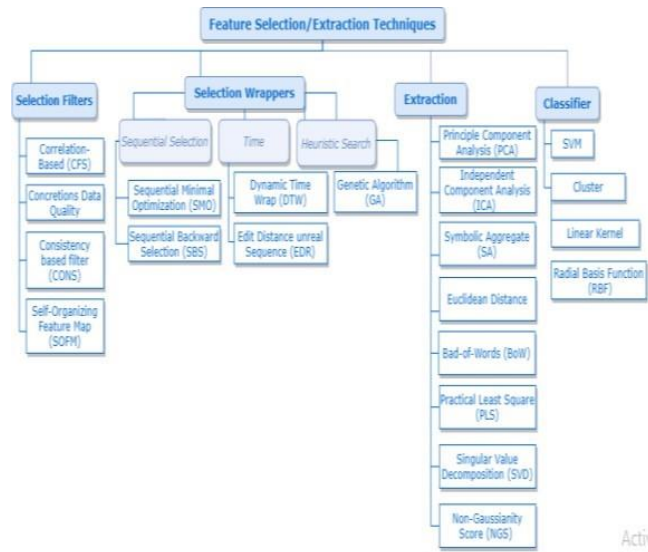 Feature Selection/Extraction Techniques
Selection Filters
Correlation-
Based (CFS)
Concretions Data
Quality
Consistency
based filter
(CONS)
Self-Organizing
Feature Map
(SOFM)
Selection Wrappers
Sequential Selection
Sequential Minimal
Optimization (SMO)
Sequential Backward
Selection (SBS)
Time
Dynamic Time
Wrap (DTW)
Edit Distance unreal
Sequence (EDR)
Heuristic Search
Genetic Algorithm
(GA)
Extraction
Principle Component
Analysis (PCA)
Independent
Component Analysis
(ICA)
Symbolic Aggregate
(SA)
Euclidean Distance
Bad-of-Words (BoW)
Practical Least Square
(PLS)
Singular Value
Decomposition (SVD)
Non-Gaussianity
Score (NGS)
Classifier
SVM
Cluster
Linear Kernel
Radial Basis Function
(RBF)
Activ